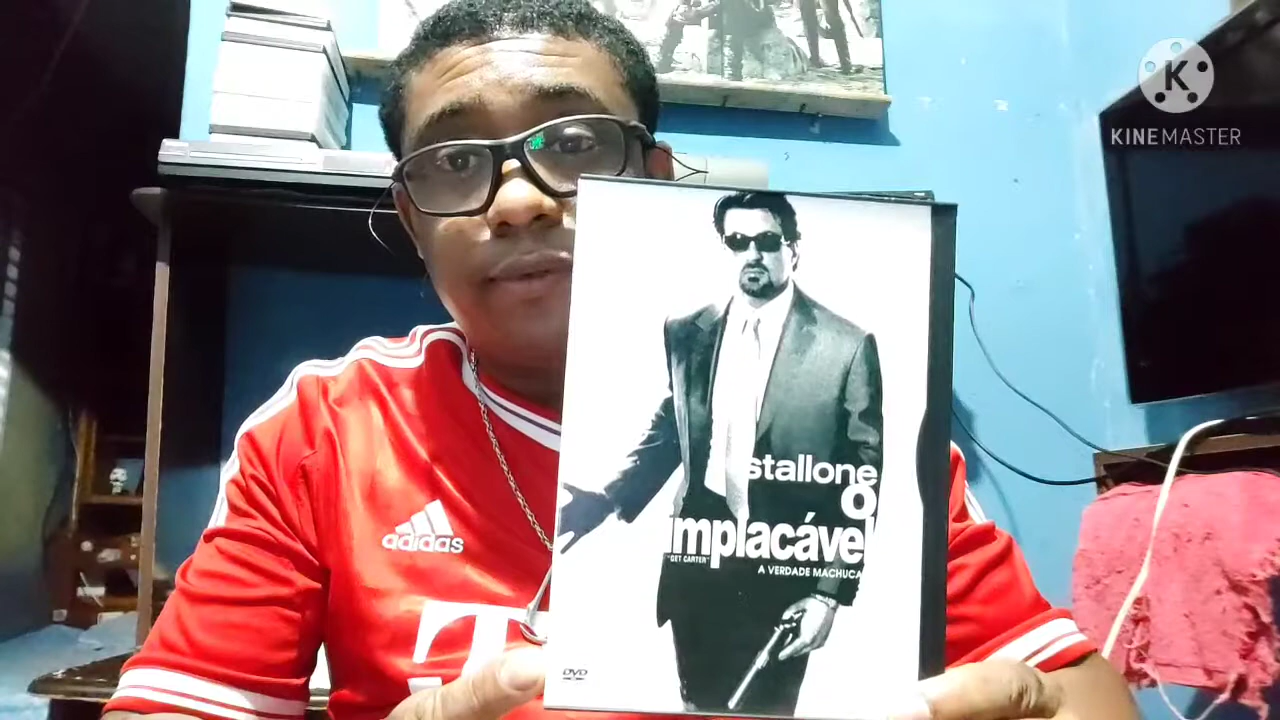 K
KINEMASTER
stallone
o
implacável
"GET CARTER"
A VERDADE MACHUCA
adidas
T
DVD